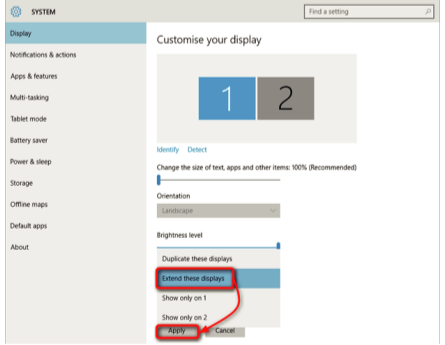 SYSTEM
Find a setting
Display
Notifications & actions
Apps & features
Multi-tasking
Tablet mode
Battery saver
Power & sleep
Storage
Offline maps
Default apps
About
Customise your display
1 2
Identify Detect
Change the size of text, apps and other items: 100% (Recommended)
Orientation
Landscape
Brightness level
Duplicate these displays
Extend these displays
Show only on 1
Show only on 2
Apply Cancel